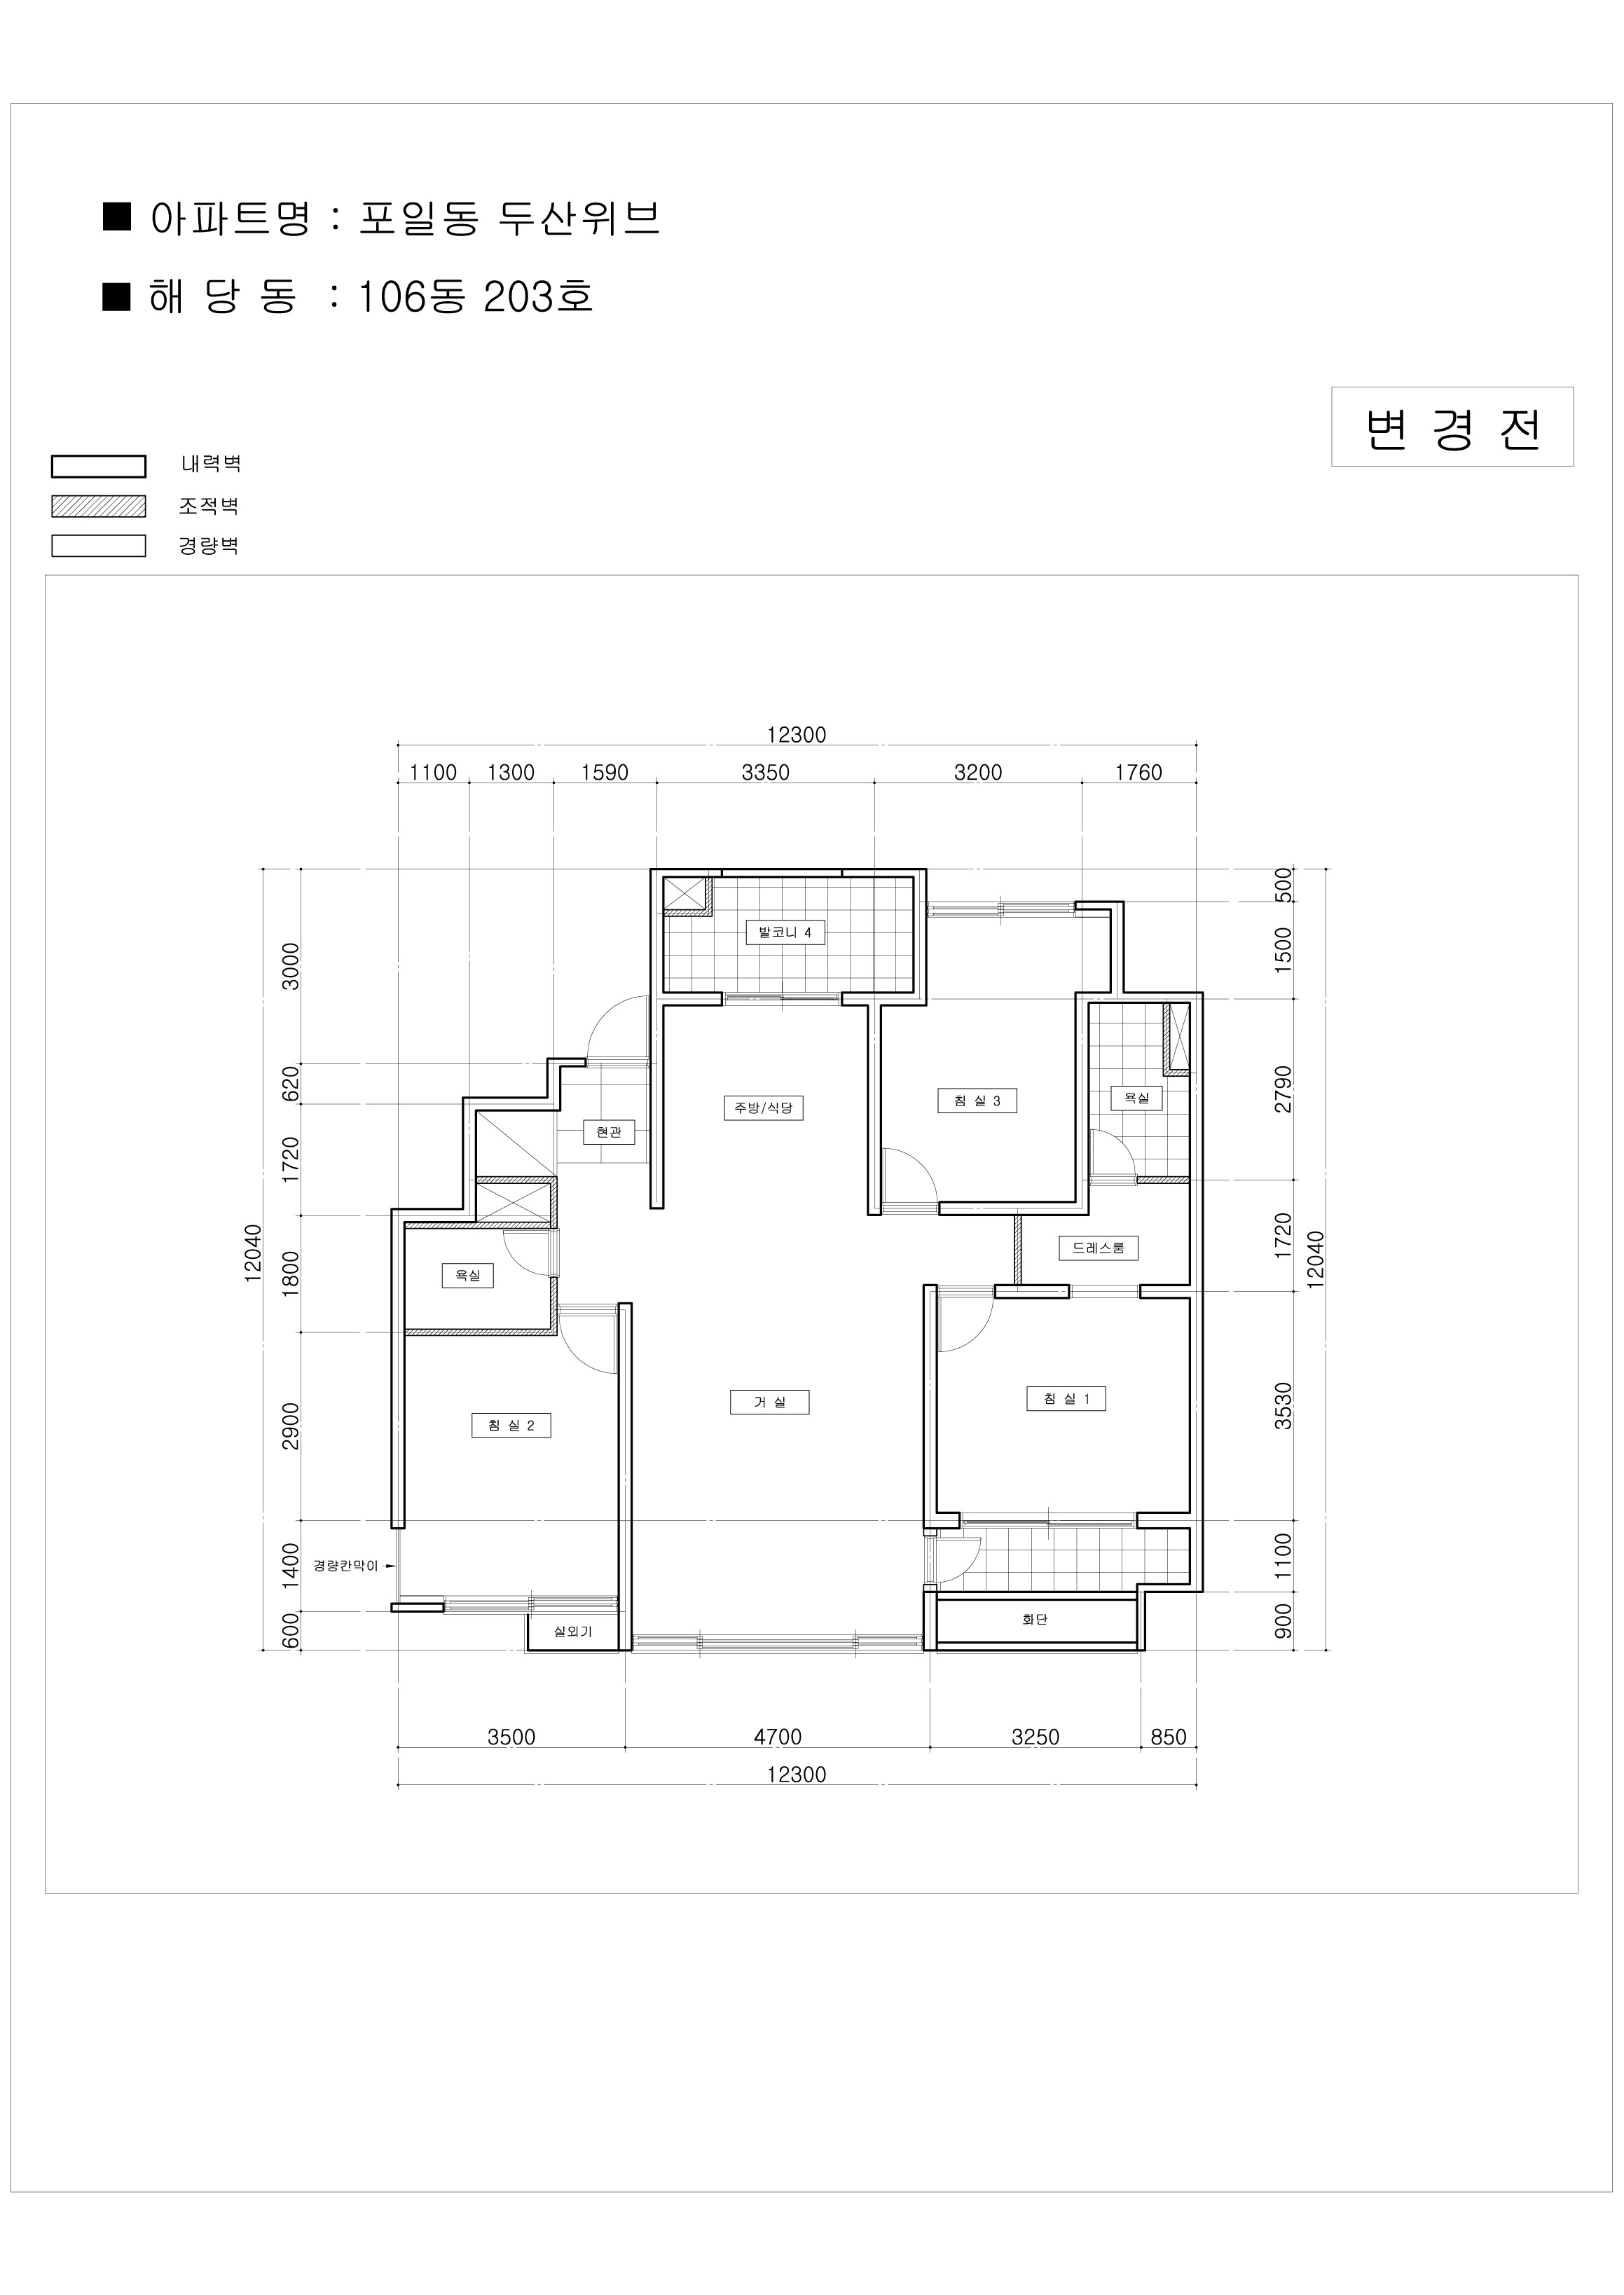 ■ 아파트명 : 포일동 두산위브
■ 해 당 동 : 106동 203호
변 경 전
내력벽
조적벽
경량벽
12300
1100 1300 1590 3350 3200 1760
3000
620
1720
1800
2900
1400
600
12040
500
1500
2790
1720
3530
1100
900
12040
발코니 4
주방/식당
침 실 3
욕실
현관
드레스룸
욕실
거 실
침 실 1
침 실 2
경량칸막이
실외기
화단
3500 4700 3250 850
12300